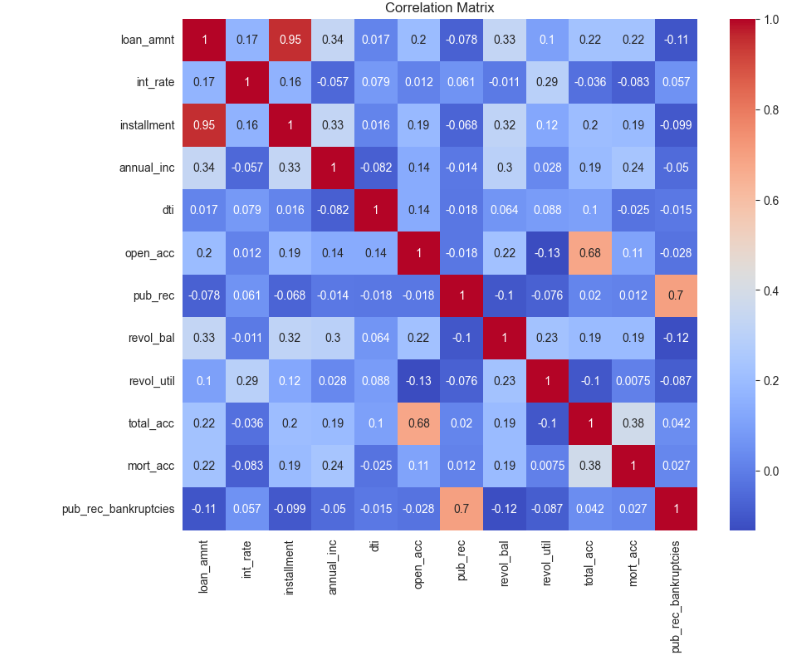 Correlation Matrix
loan_amnt 1 0.17 0.95 0.34 0.017 0.2 -0.078 0.33 0.1 0.22 0.22 -0.11
int_rate 0.17 1 0.16 -0.057 0.079 0.012 0.061 -0.011 0.29 -0.036 -0.083 0.057
installment 0.95 0.16 1 0.33 0.016 0.19 -0.068 0.32 0.12 0.2 0.19 -0.099
annual_inc 0.34 -0.057 0.33 1 -0.082 0.14 -0.014 0.3 0.028 0.19 0.24 -0.05
dti 0.017 0.079 0.016 -0.082 1 0.14 -0.018 0.064 0.088 0.1 -0.025 -0.015
open_acc 0.2 0.012 0.19 0.14 0.14 1 -0.018 0.22 -0.13 0.68 0.11 -0.028
pub_rec -0.078 0.061 -0.068 -0.014 -0.018 -0.018 1 -0.1 -0.076 0.02 0.012 0.7
revol_bal 0.33 -0.011 0.32 0.3 0.064 0.22 -0.1 1 0.23 0.19 0.19 -0.12
revol_util 0.1 0.29 0.12 0.028 0.088 -0.13 -0.076 0.23 1 -0.1 0.0075 -0.087
total_acc 0.22 -0.036 0.2 0.19 0.1 0.68 0.02 0.19 -0.1 1 0.38 0.042
mort_acc 0.22 -0.083 0.19 0.24 -0.025 0.11 0.012 0.19 0.0075 0.38 1 0.027
pub_rec_bankruptcies -0.11 0.057 -0.099 -0.05 -0.015 -0.028 0.7 -0.12 -0.087 0.042 0.027 1
loan_amnt int_rate installment annual_inc dti open_acc pub_rec revol_bal revol_util total_acc mort_acc pub_rec_bankruptcies
1.0
0.8
0.6
0.4
0.2
0.0